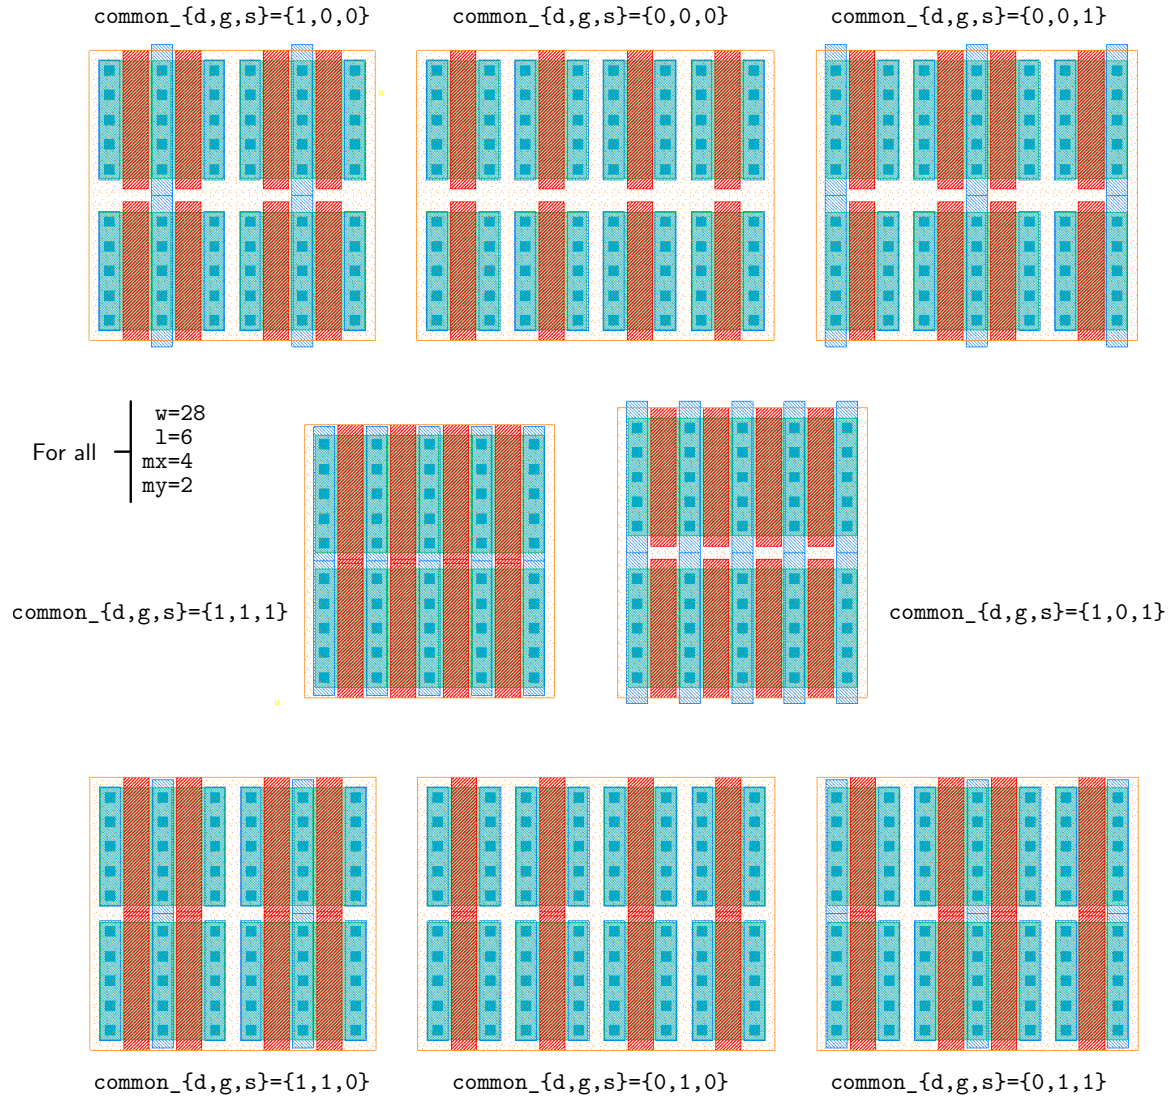 common_{d,g,s}={1,0,0}
common_{d,g,s}={0,0,0}
common_{d,g,s}={0,0,1}
For all
w=28
l=6
mx=4
my=2
common_{d,g,s}={1,1,1}
common_{d,g,s}={1,0,1}
common_{d,g,s}={1,1,0}
common_{d,g,s}={0,1,0}
common_{d,g,s}={0,1,1}